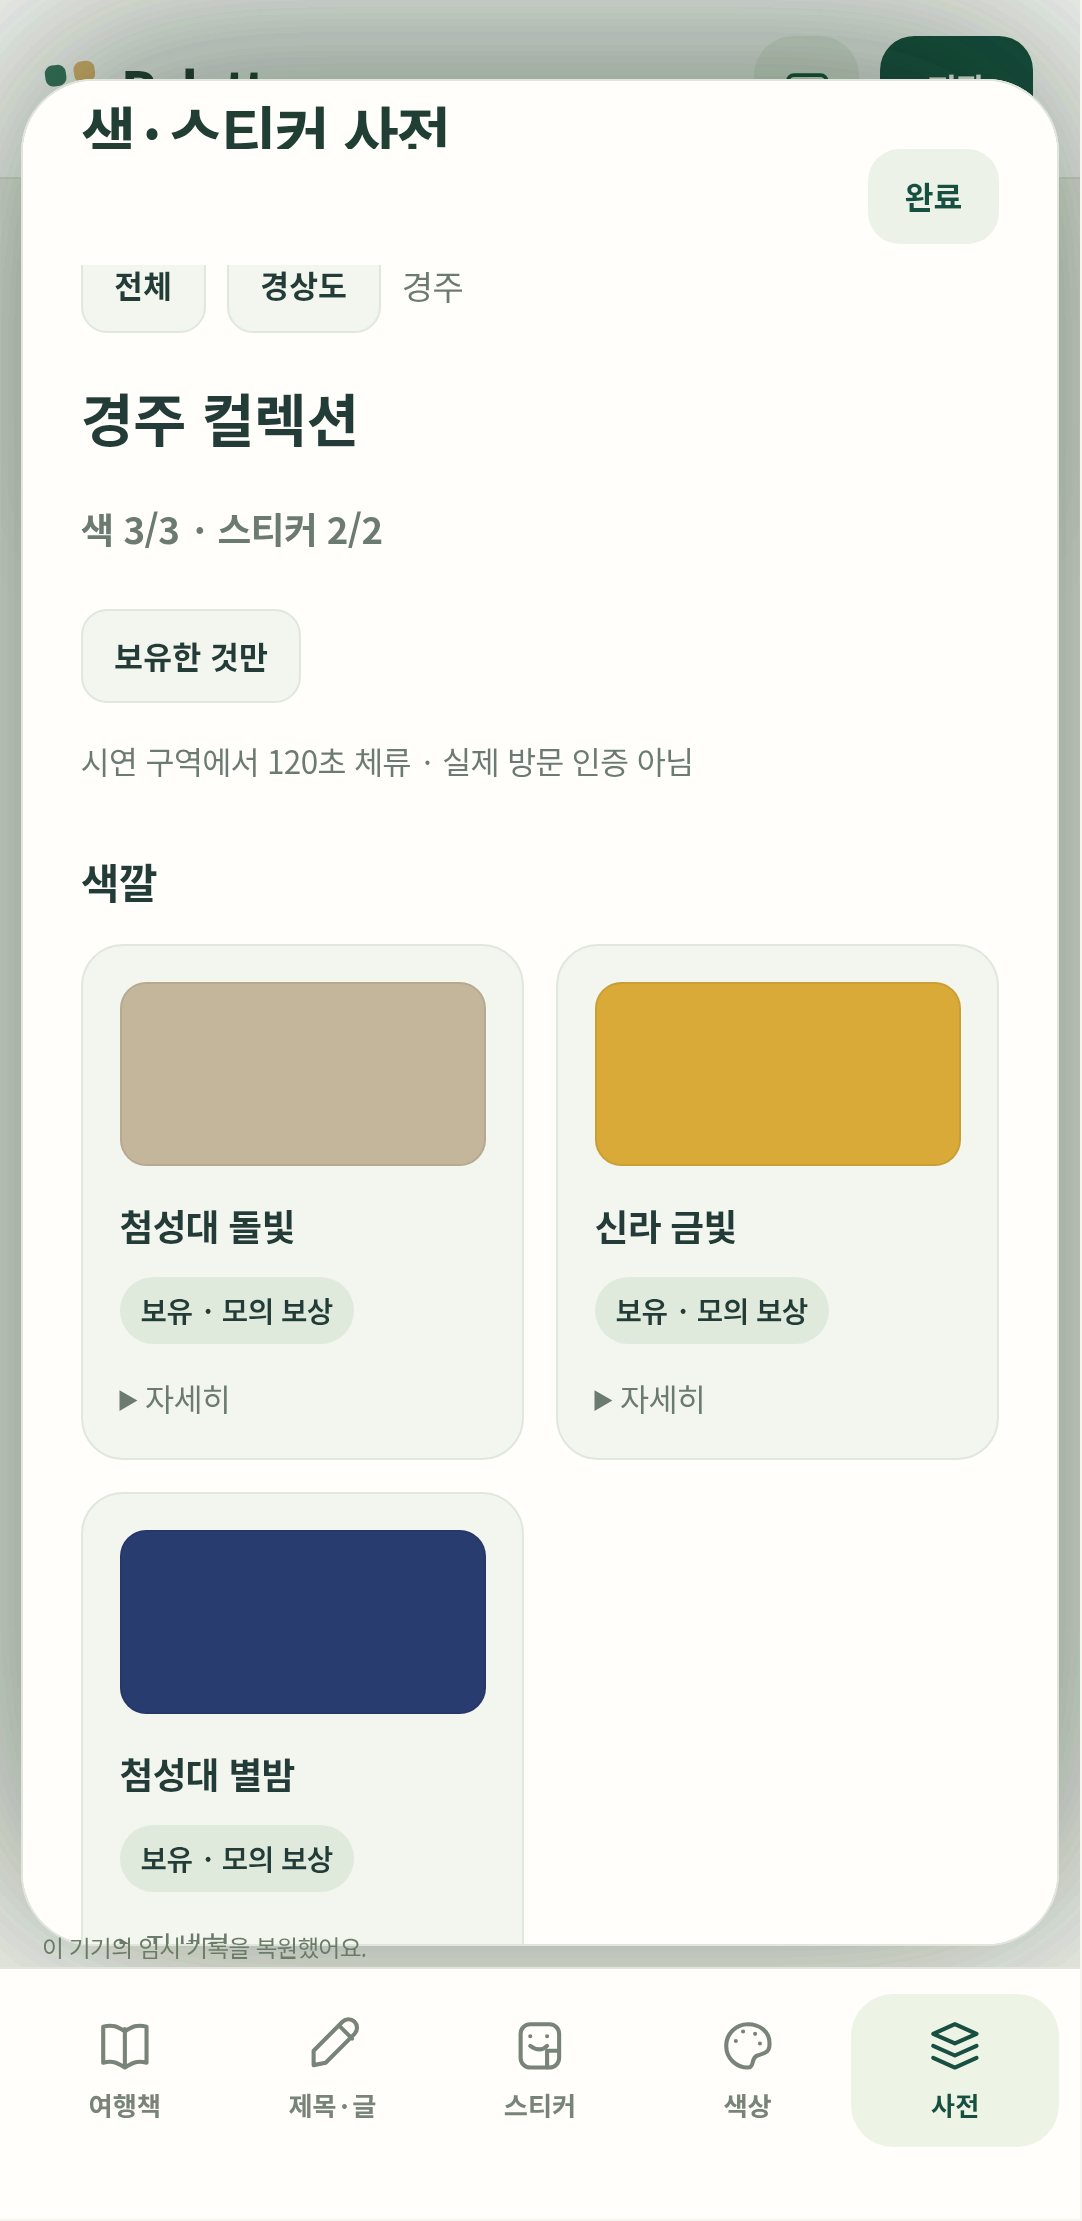 색·스티커 사전
완료
전체 경상도 경주
경주 컬렉션
색 3/3 · 스티커 2/2
보유한 것만
시연 구역에서 120초 체류 · 실제 방문 인증 아님
색깔
첨성대 돌빛
보유 · 모의 보상
▶ 자세히
신라 금빛
보유 · 모의 보상
▶ 자세히
첨성대 별밤
보유 · 모의 보상
이 기기의 임시 기록을 복원했어요.
여행책 제목·글 스티커 색상 사전